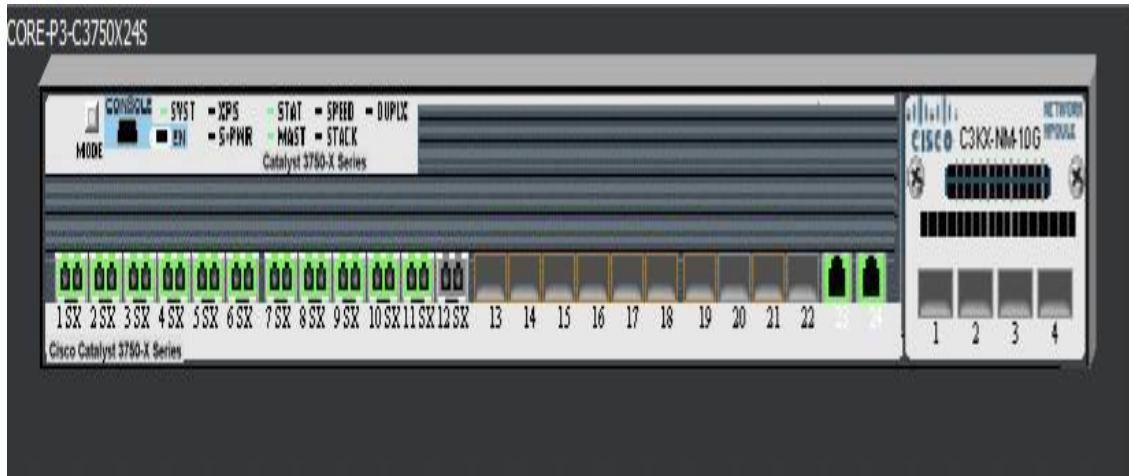 CORE-P3-C3750X24S
CONSOLE SYST XPS STAT SPEED DUPLX
EN S-PWR MAST STACK
MODE
Catalyst 3750-X Series
CISCO C3KX-NM-10G NETWORK MODULE
1SX 2SX 3SX 4SX 5SX 6SX 7SX 8SX 9SX 10SX 11SX 12SX 13 14 15 16 17 18 19 20 21 22 23 24
1 2 3 4
Cisco Catalyst 3750-X Series